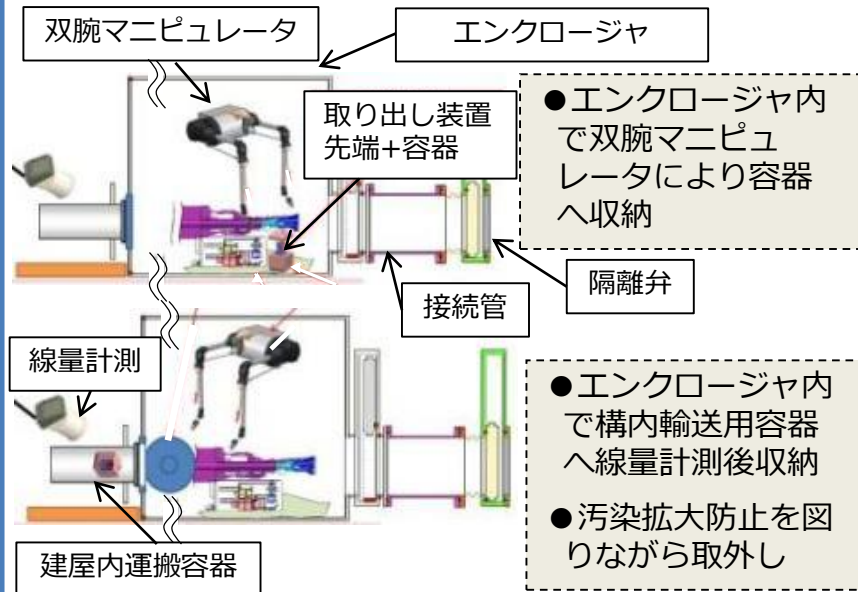 双腕マニピュレータ
エンクロージャ
取り出し装置
先端+容器
●エンクロージャ内
で双腕マニピュ
レータにより容器
へ収納
隔離弁
接続管
線量計測
●エンクロージャ内
で構内輸送用容器
へ線量計測後収納
●汚染拡大防止を図
りながら取外し
建屋内運搬容器